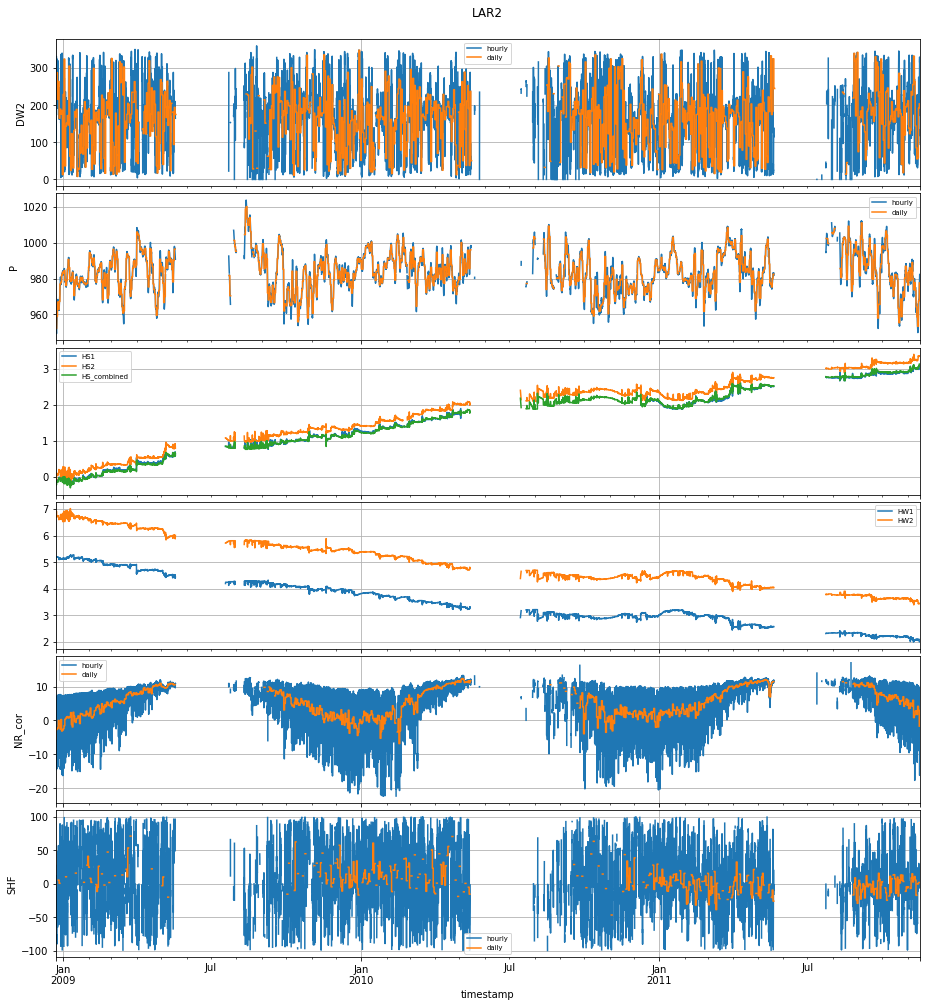 LAR2
300
200
100
0
DW2
hourly
daily
1020
1000
980
960
P
hourly
daily
3
2
1
0
HS1
HS2
HS_combined
7
6
5
4
3
2
HW1
HW2
10
0
−10
−20
NR_cor
hourly
daily
100
50
0
−50
−100
SHF
hourly
daily
Jan Jul Jan Jul Jan Jul
2009 2010 2011
timestamp